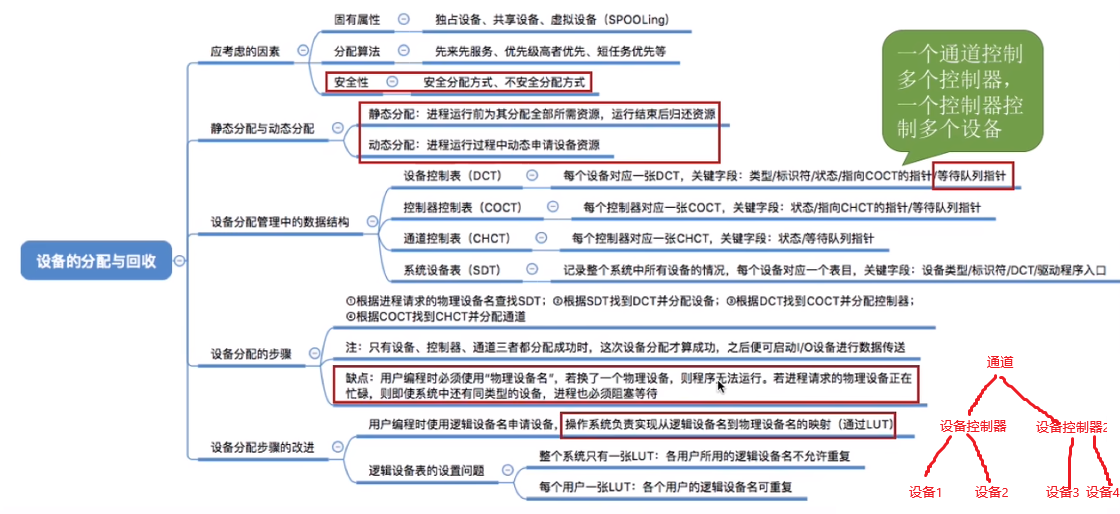 设备的分配与回收
应考虑的因素
固有属性
独占设备、共享设备、虚拟设备（SPOOLing）
分配算法
先来先服务、优先级高者优先、短任务优先等
安全性
安全分配方式、不安全分配方式
静态分配与动态分配
静态分配：进程运行前为其分配全部所需资源，运行结束后归还资源
动态分配：进程运行过程中动态申请设备资源
设备分配管理中的数据结构
设备控制表（DCT）
每个设备对应一张DCT，关键字段：类型/标识符/状态/指向COCT的指针/等待队列指针
控制器控制表（COCT）
每个控制器对应一张COCT，关键字段：状态/指向CHCT的指针/等待队列指针
通道控制表（CHCT）
每个控制器对应一张CHCT，关键字段：状态/等待队列指针
系统设备表（SDT）
记录整个系统中所有设备的情况，每个设备对应一个表目，关键字段：设备类型/标识符/DCT/驱动程序入口
设备分配的步骤
①根据进程请求的物理设备名查找SDT；②根据SDT找到DCT并分配设备；③根据DCT找到COCT并分配控制器；
④根据COCT找到CHCT并分配通道
注：只有设备、控制器、通道三者都分配成功时，这次设备分配才算成功，之后便可启动I/O设备进行数据传送
缺点：用户编程时必须使用“物理设备名”，若换了一个物理设备，则程序无法运行。若进程请求的物理设备正在
忙碌，则即使系统中还有同类型的设备，进程也必须阻塞等待
设备分配步骤的改进
用户编程时使用逻辑设备名申请设备，操作系统负责实现从逻辑设备名到物理设备名的映射（通过LUT）
逻辑设备表的设置问题
整个系统只有一张LUT：各用户所用的逻辑设备名不允许重复
每个用户一张LUT：各个用户的逻辑设备名可重复
一个通道控制
多个控制器，
一个控制器控
制多个设备
通道
设备控制器
设备控制器2
设备1
设备2
设备3
设备4